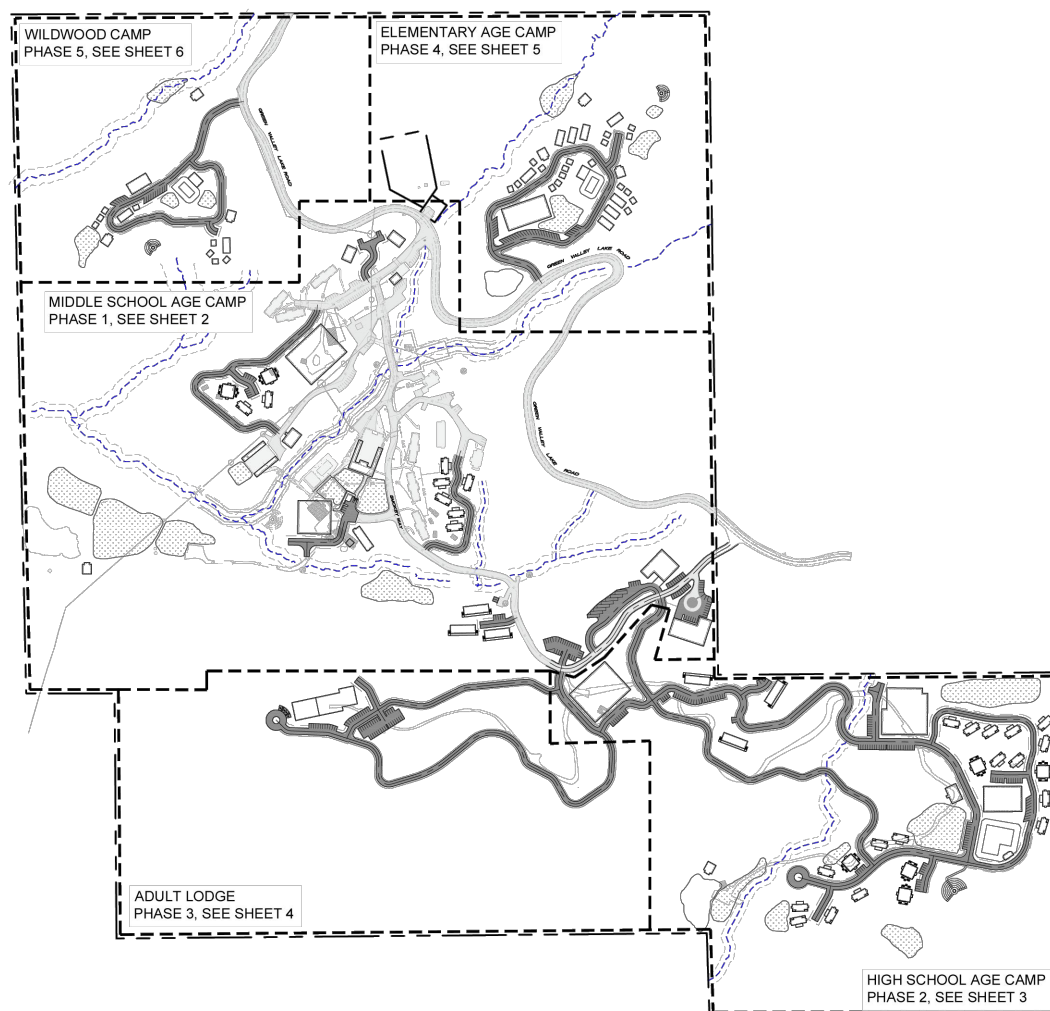 WILDWOOD CAMP
PHASE 5, SEE SHEET 6
ELEMENTARY AGE CAMP
PHASE 4, SEE SHEET 5
GREEN VALLEY LAKE ROAD
GREEN VALLEY LAKE ROAD
MIDDLE SCHOOL AGE CAMP
PHASE 1, SEE SHEET 2
GREEN VALLEY LAKE ROAD
ADULT LODGE
PHASE 3, SEE SHEET 4
HIGH SCHOOL AGE CAMP
PHASE 2, SEE SHEET 3